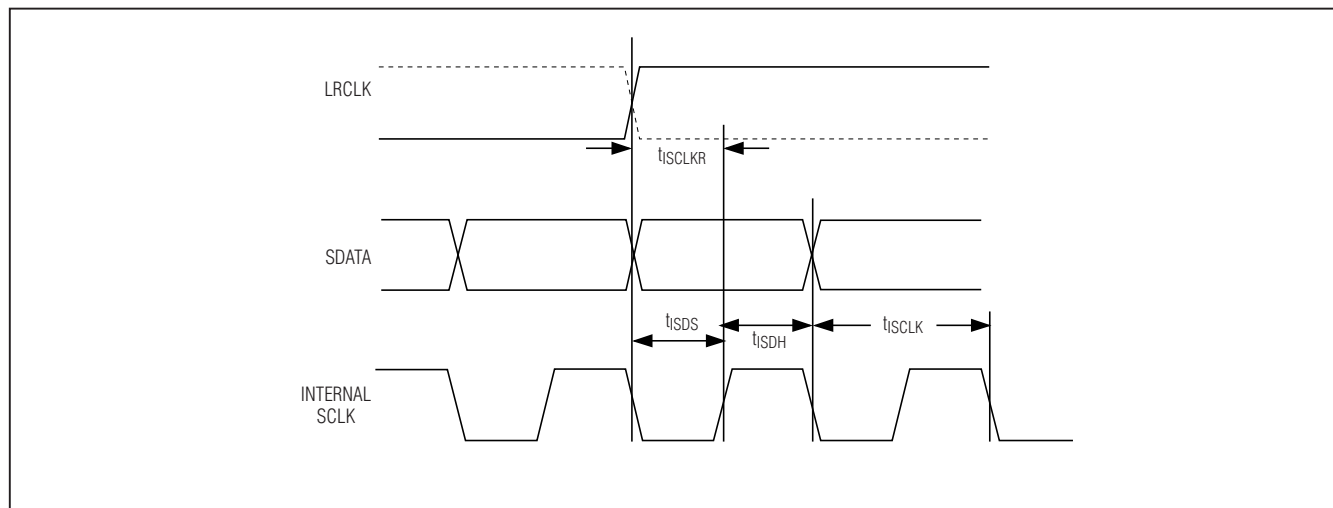 LRCLK
tISCLKR
SDATA
tISDS
tISDH
tISCLK
INTERNAL
SCLK